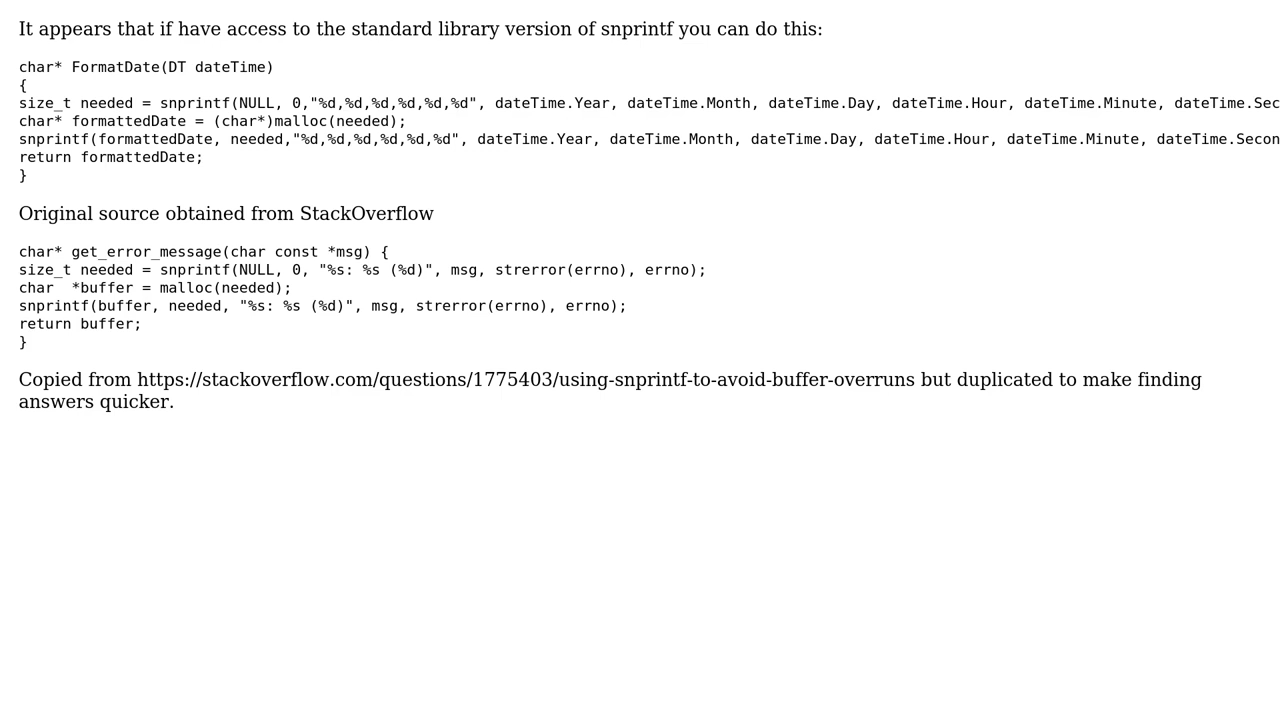 It appears that if have access to the standard library version of snprintf you can do this:
char* FormatDate(DT dateTime)
{
size_t needed = snprintf(NULL, 0,"%d,%d,%d,%d,%d,%d", dateTime.Year, dateTime.Month, dateTime.Day, dateTime.Hour, dateTime.Minute, dateTime.Sec
char* formattedDate = (char*)malloc(needed);
snprintf(formattedDate, needed,"%d,%d,%d,%d,%d,%d", dateTime.Year, dateTime.Month, dateTime.Day, dateTime.Hour, dateTime.Minute, dateTime.Secon
return formattedDate;
}
Original source obtained from StackOverflow
char* get_error_message(char const *msg) {
size_t needed = snprintf(NULL, 0, "%s: %s (%d)", msg, strerror(errno), errno);
char  *buffer = malloc(needed);
snprintf(buffer, needed, "%s: %s (%d)", msg, strerror(errno), errno);
return buffer;
}
Copied from https://stackoverflow.com/questions/1775403/using-snprintf-to-avoid-buffer-overruns but duplicated to make finding
answers quicker.